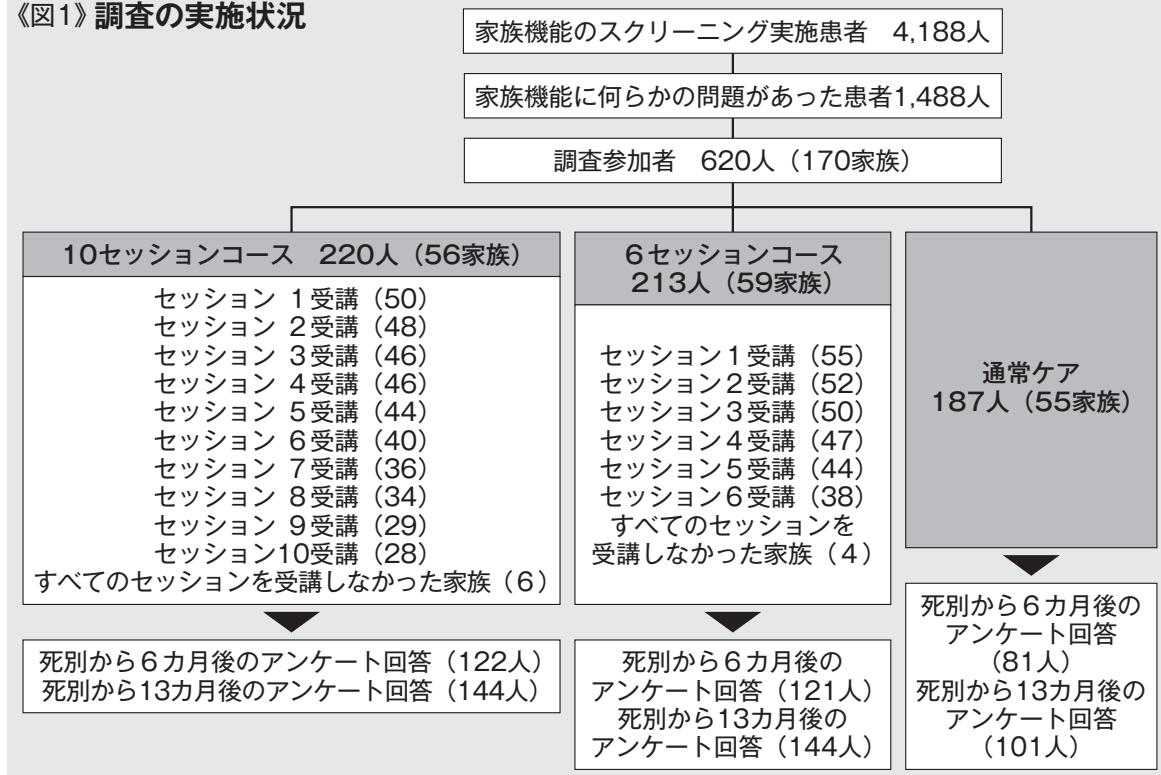 《図1》調査の実施状況
家族機能のスクリーニング実施患者　4,188人
家族機能に何らかの問題があった患者1,488人
調査参加者　620人（170家族）
10セッションコース　220人（56家族）
セッション 1受講（50）
セッション 2受講（48）
セッション 3受講（46）
セッション 4受講（46）
セッション 5受講（44）
セッション 6受講（40）
セッション 7受講（36）
セッション 8受講（34）
セッション 9受講（29）
セッション10受講（28）
すべてのセッションを受講しなかった家族（6）
死別から6カ月後のアンケート回答（122人）
死別から13カ月後のアンケート回答（144人）
6セッションコース
213人（59家族）
セッション1受講（55）
セッション2受講（52）
セッション3受講（50）
セッション4受講（47）
セッション5受講（44）
セッション6受講（38）
すべてのセッションを
受講しなかった家族（4）
死別から6カ月後の
アンケート回答（121人）
死別から13カ月後の
アンケート回答（144人）
通常ケア
187人（55家族）
死別から6カ月後の
アンケート回答
（81人）
死別から13カ月後の
アンケート回答
（101人）